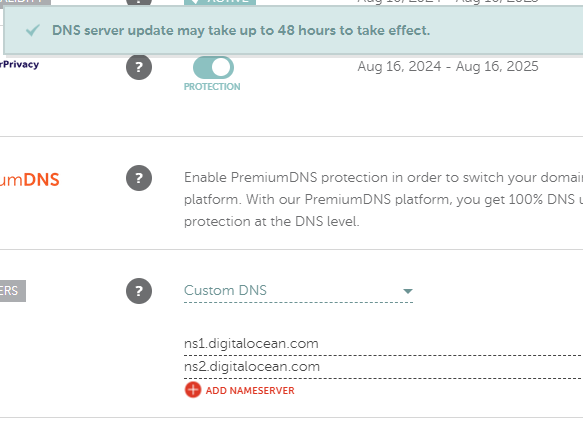 DNS server update may take up to 48 hours to take effect.
rPrivacy
?
Aug 16, 2024 - Aug 16, 2025
PROTECTION
umDNS
?
Enable PremiumDNS protection in order to switch your domai
platform. With our PremiumDNS platform, you get 100% DNS u
protection at the DNS level.
ERS
?
Custom DNS
ns1.digitalocean.com
ns2.digitalocean.com
ADD NAMESERVER